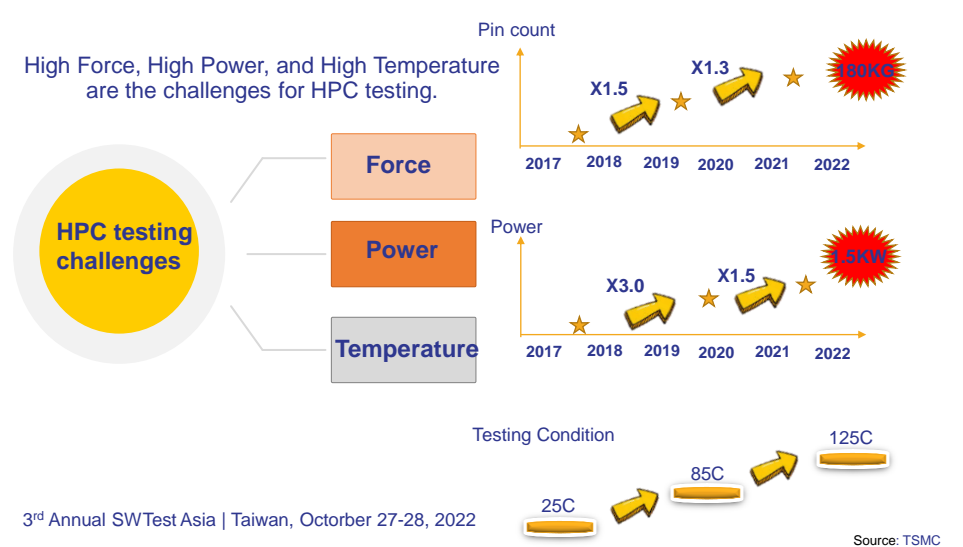 High Force, High Power, and High Temperature
are the challenges for HPC testing.
HPC testing
challenges
Force
Power
Temperature
Pin count
X1.5
X1.3
180KG
2017 2018 2019 2020 2021 2022
Power
X3.0
X1.5
1.5KW
2017 2018 2019 2020 2021 2022
Testing Condition
25C
85C
125C
3rd Annual SWTest Asia | Taiwan, Octorber 27-28, 2022
Source: TSMC